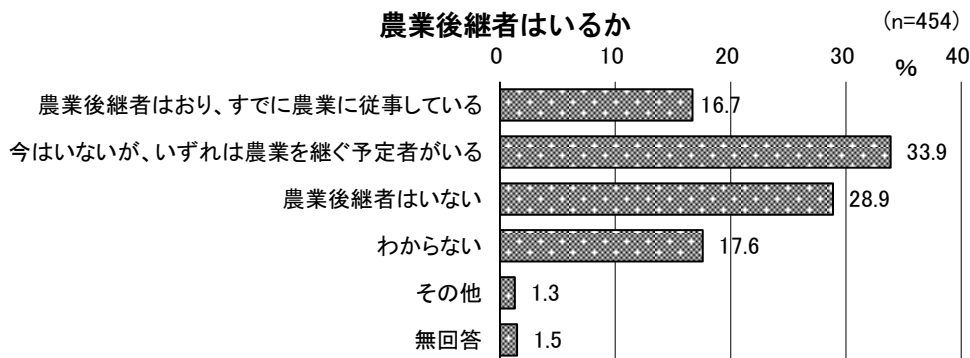 農業後継者はいるか
(n=454)
0 10 20 30 40
%
農業後継者はおり、すでに農業に従事している 16.7
今はいないが、いずれは農業を継ぐ予定者がいる 33.9
農業後継者はいない 28.9
わからない 17.6
その他 1.3
無回答 1.5